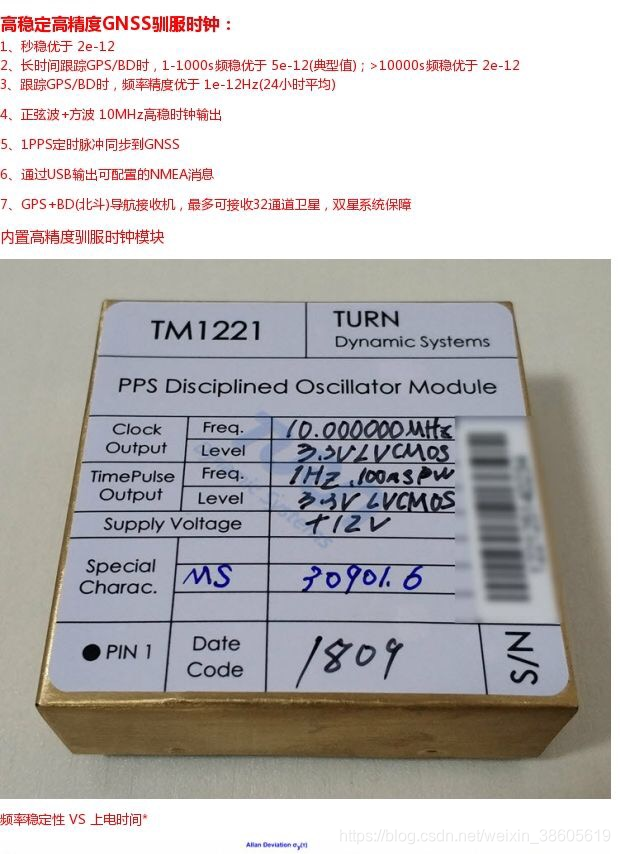 高稳定高精度GNSS驯服时钟：
1、秒稳优于 2e-12
2、长时间跟踪GPS/BD时，1-1000s频稳优于 5e-12(典型值)；>10000s频稳优于 2e-12
3、跟踪GPS/BD时，频率精度优于 1e-12Hz(24小时平均)
4、正弦波+方波 10MHz高稳时钟输出
5、1PPS定时脉冲同步到GNSS
6、通过USB输出可配置的NMEA消息
7、GPS+BD(北斗)导航接收机，最多可接收32通道卫星，双星系统保障
内置高精度驯服时钟模块
TM1221
TURN
Dynamic Systems
PPS Disciplined Oscillator Module
Clock Output
Freq. 10.000000MHz
Level 3.3V LVCMOS
TimePulse Output
Freq. 1HZ.100ms PW
Level 3.3V LVCMOS
Supply Voltage +12V
Special Charac.
MS 30901.6
PIN 1
Date Code 1809
S/N
频率稳定性 VS 上电时间*
https://blog.csdn.net/weixin_38605619
Allan Deviation σy(τ)